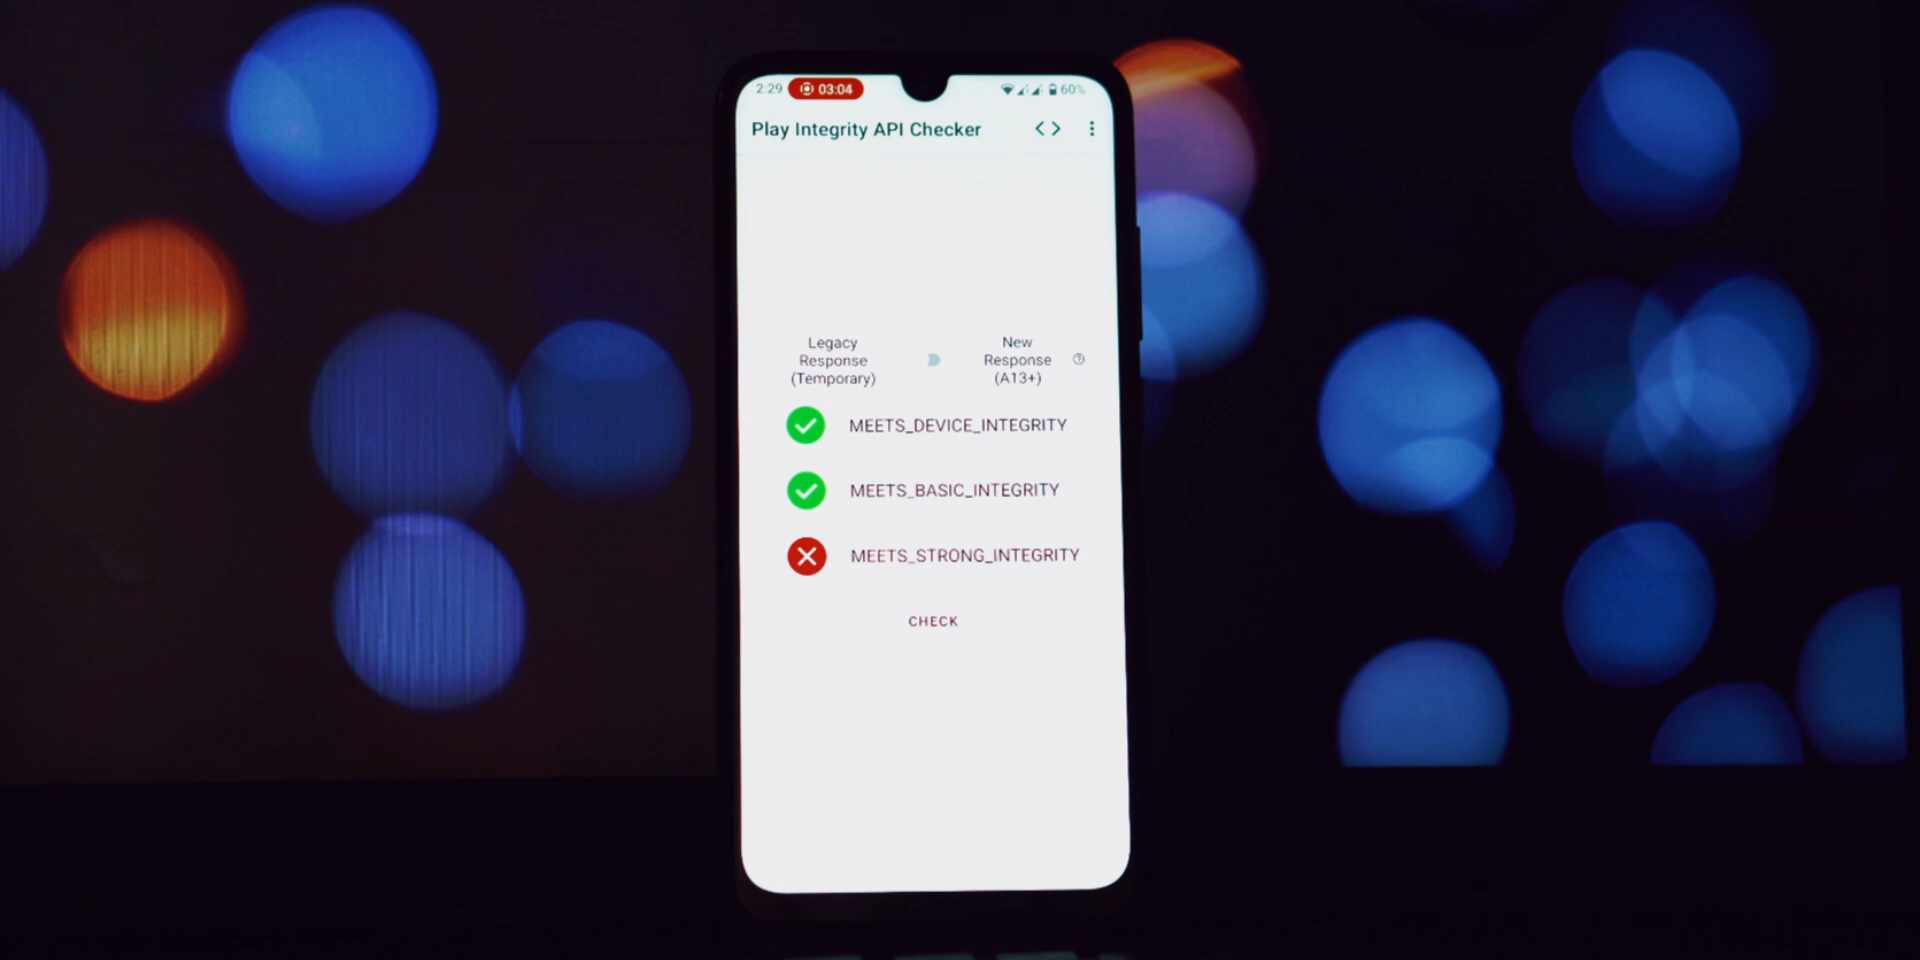 2:29 03:04 60%
Play Integrity API Checker <>
Legacy
Response
(Temporary)
New
Response
(A13+)
MEETS_DEVICE_INTEGRITY
MEETS_BASIC_INTEGRITY
MEETS_STRONG_INTEGRITY
CHECK